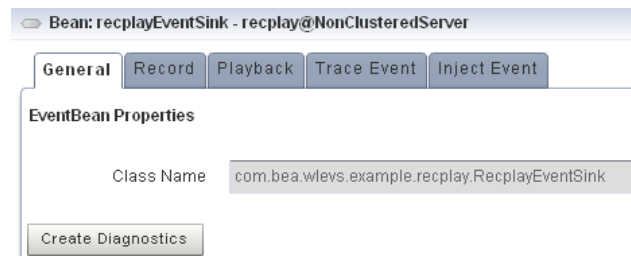 Bean: recplayEventSink - recplay@NonClusteredServer
General Record Playback Trace Event Inject Event
EventBean Properties
Class Name com.bea.wlevs.example.recplay.RecplayEventSink
Create Diagnostics